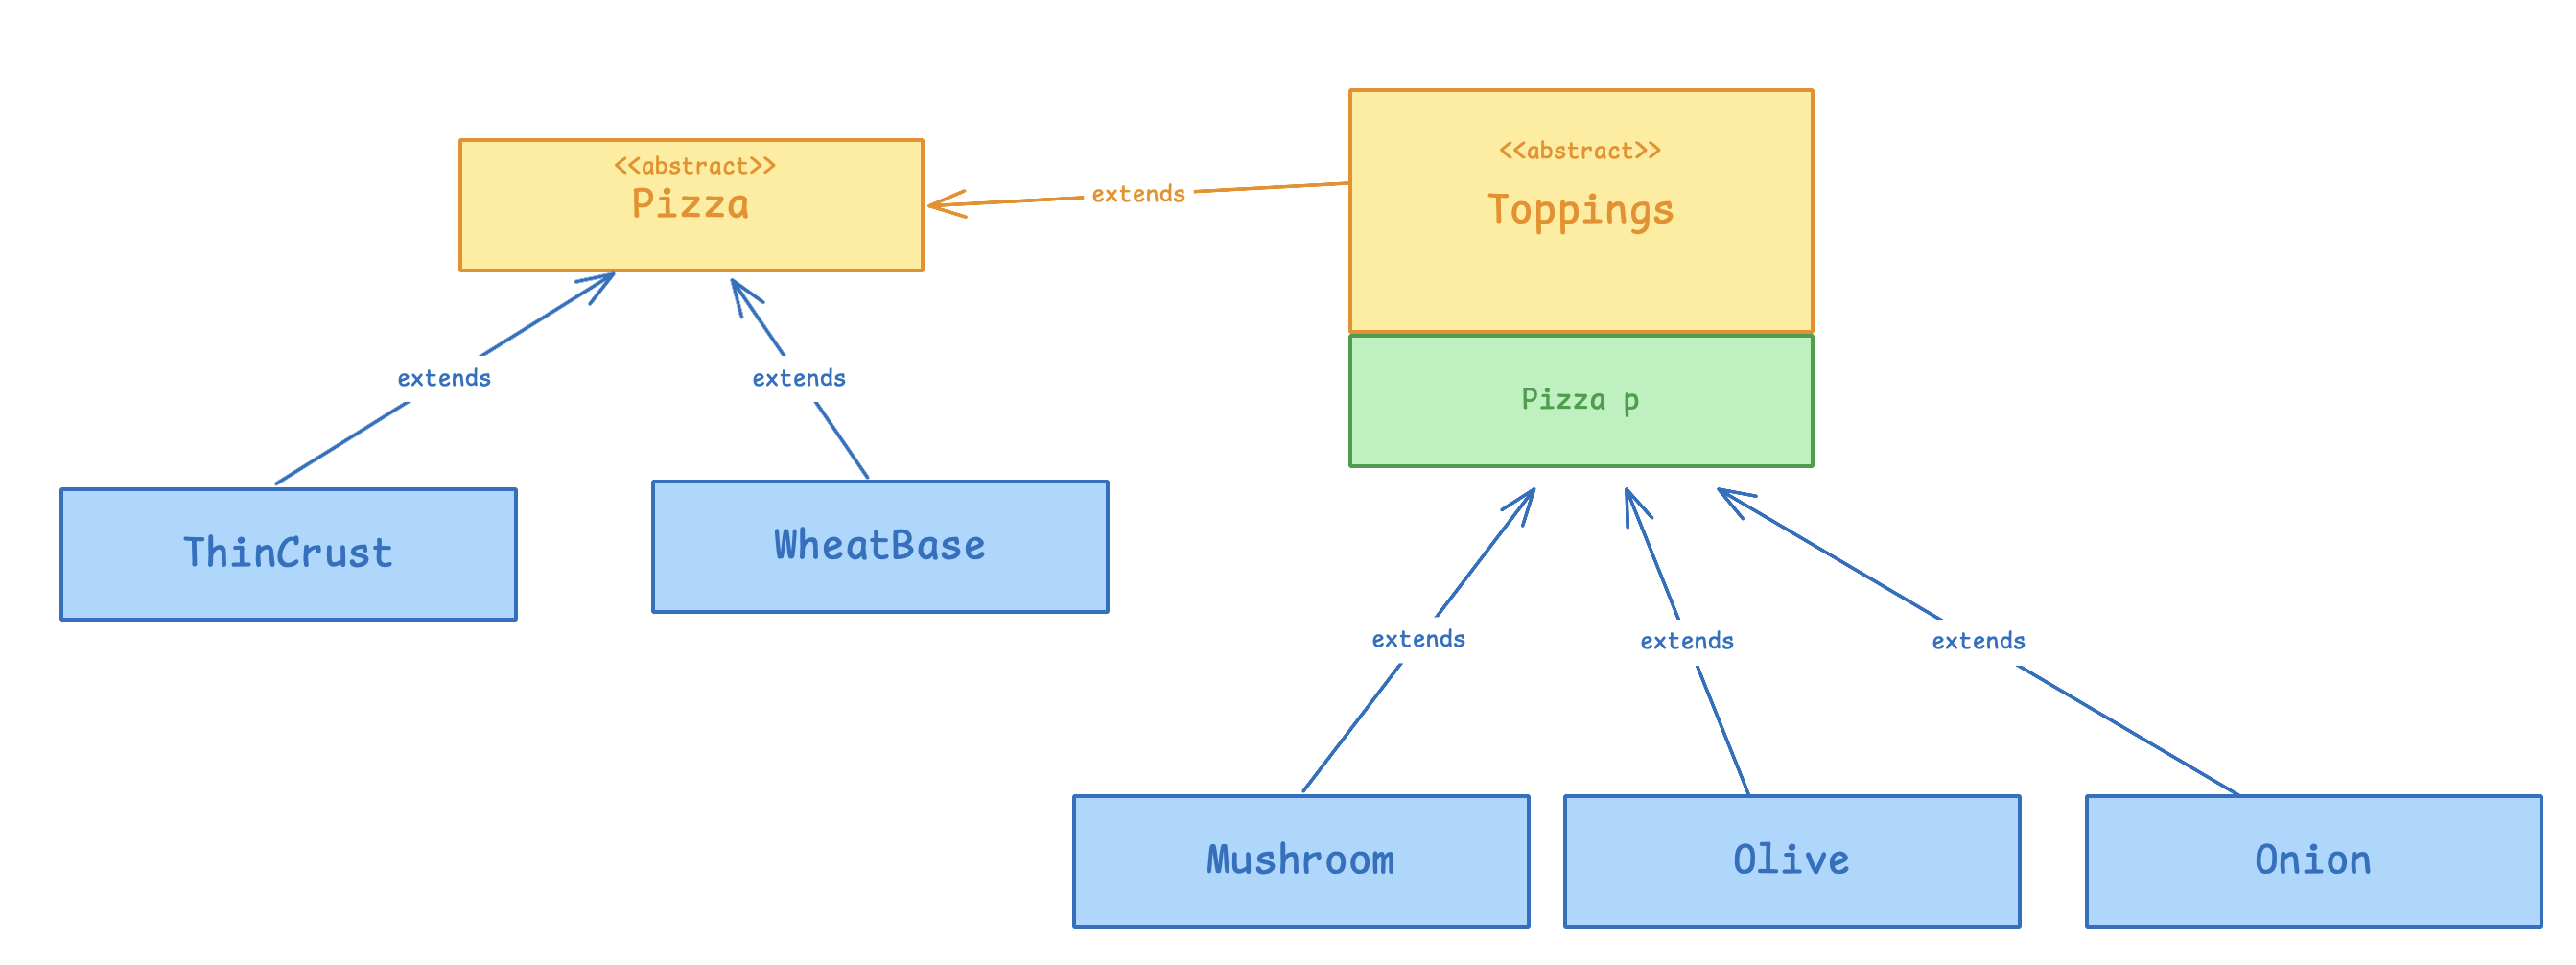 <<abstract>>
Pizza
extends
<<abstract>>
Toppings
Pizza p
extends
extends
ThinCrust
WheatBase
extends
extends
extends
Mushroom
Olive
Onion